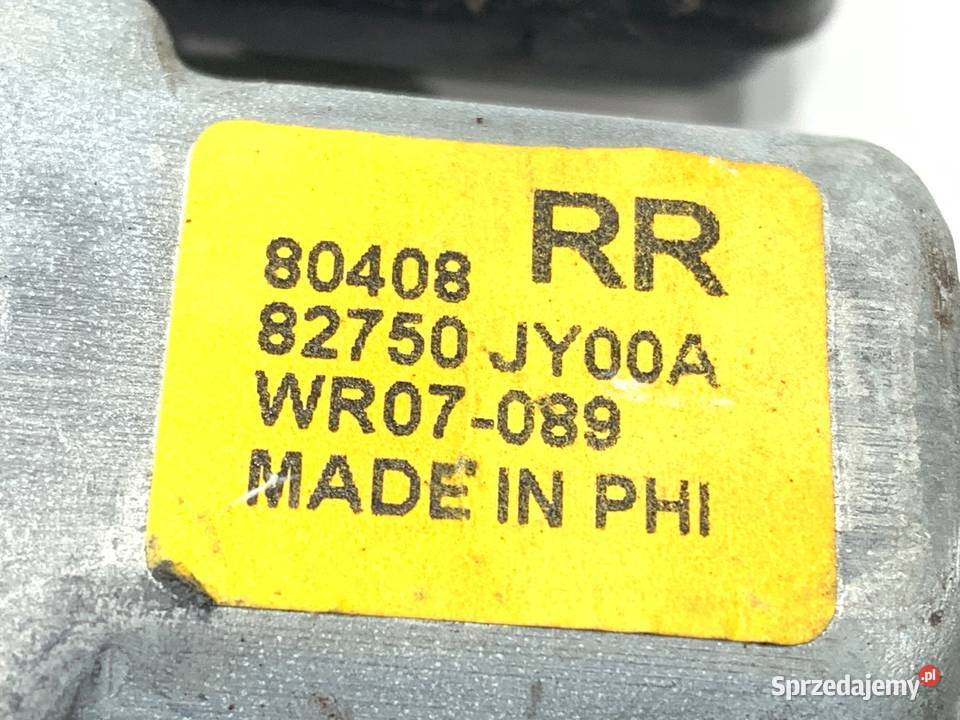 RR
80408
82750 JY00A
WR07-089
MADE IN PHI
Sprzedajemy.pl